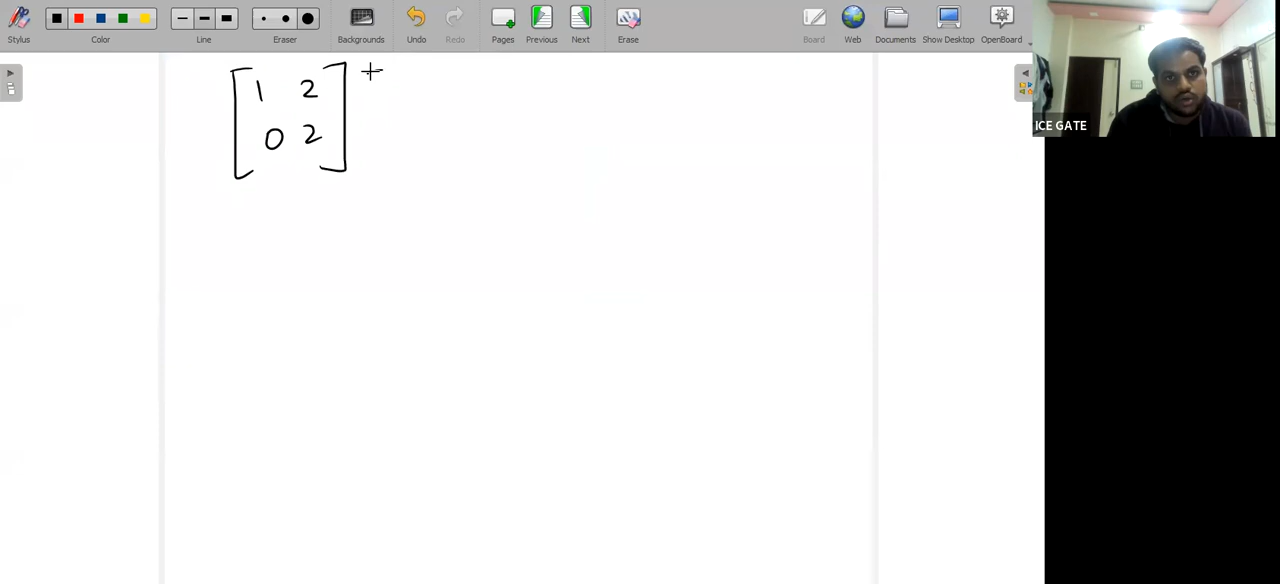 Stylus Color Line Eraser Backgrounds Undo Redo Pages Previous Next Erase Board Web Documents Show Desktop OpenBoard
1 2
0 2
ICE GATE